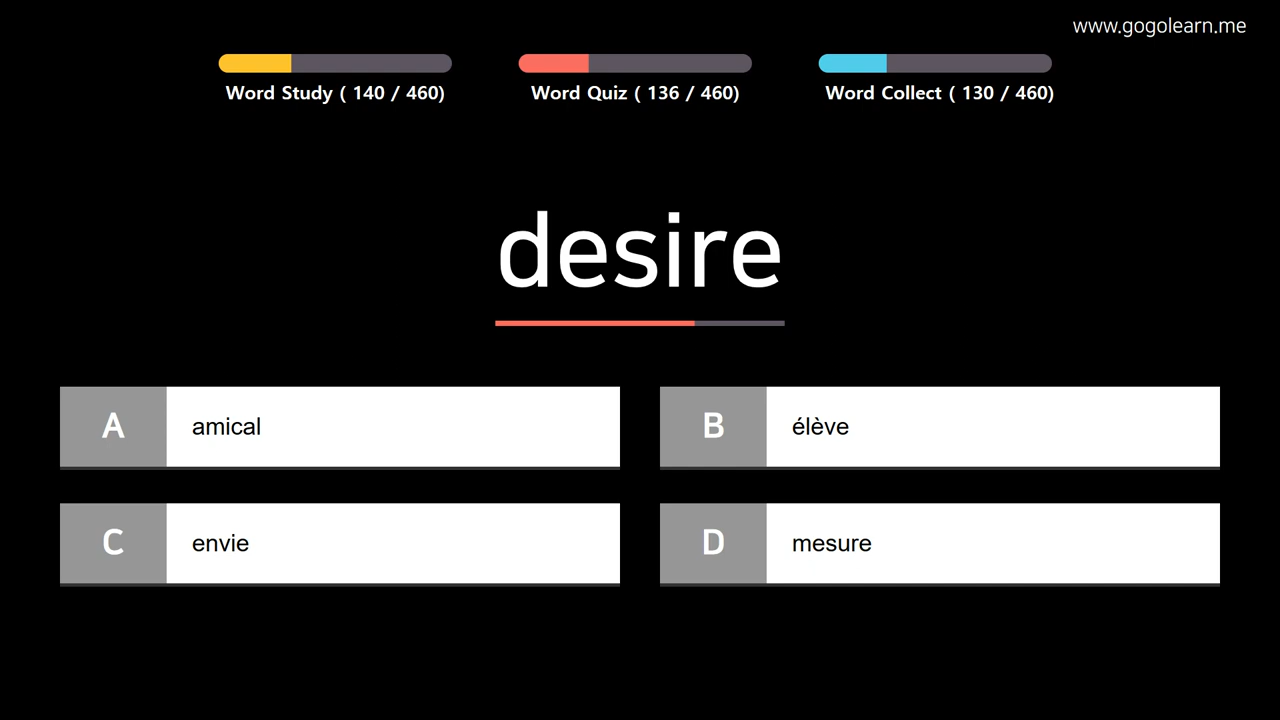 www.gogolearn.me
Word Study ( 140 / 460)
Word Quiz ( 136 / 460)
Word Collect ( 130 / 460)
desire
A amical
B élève
C envie
D mesure